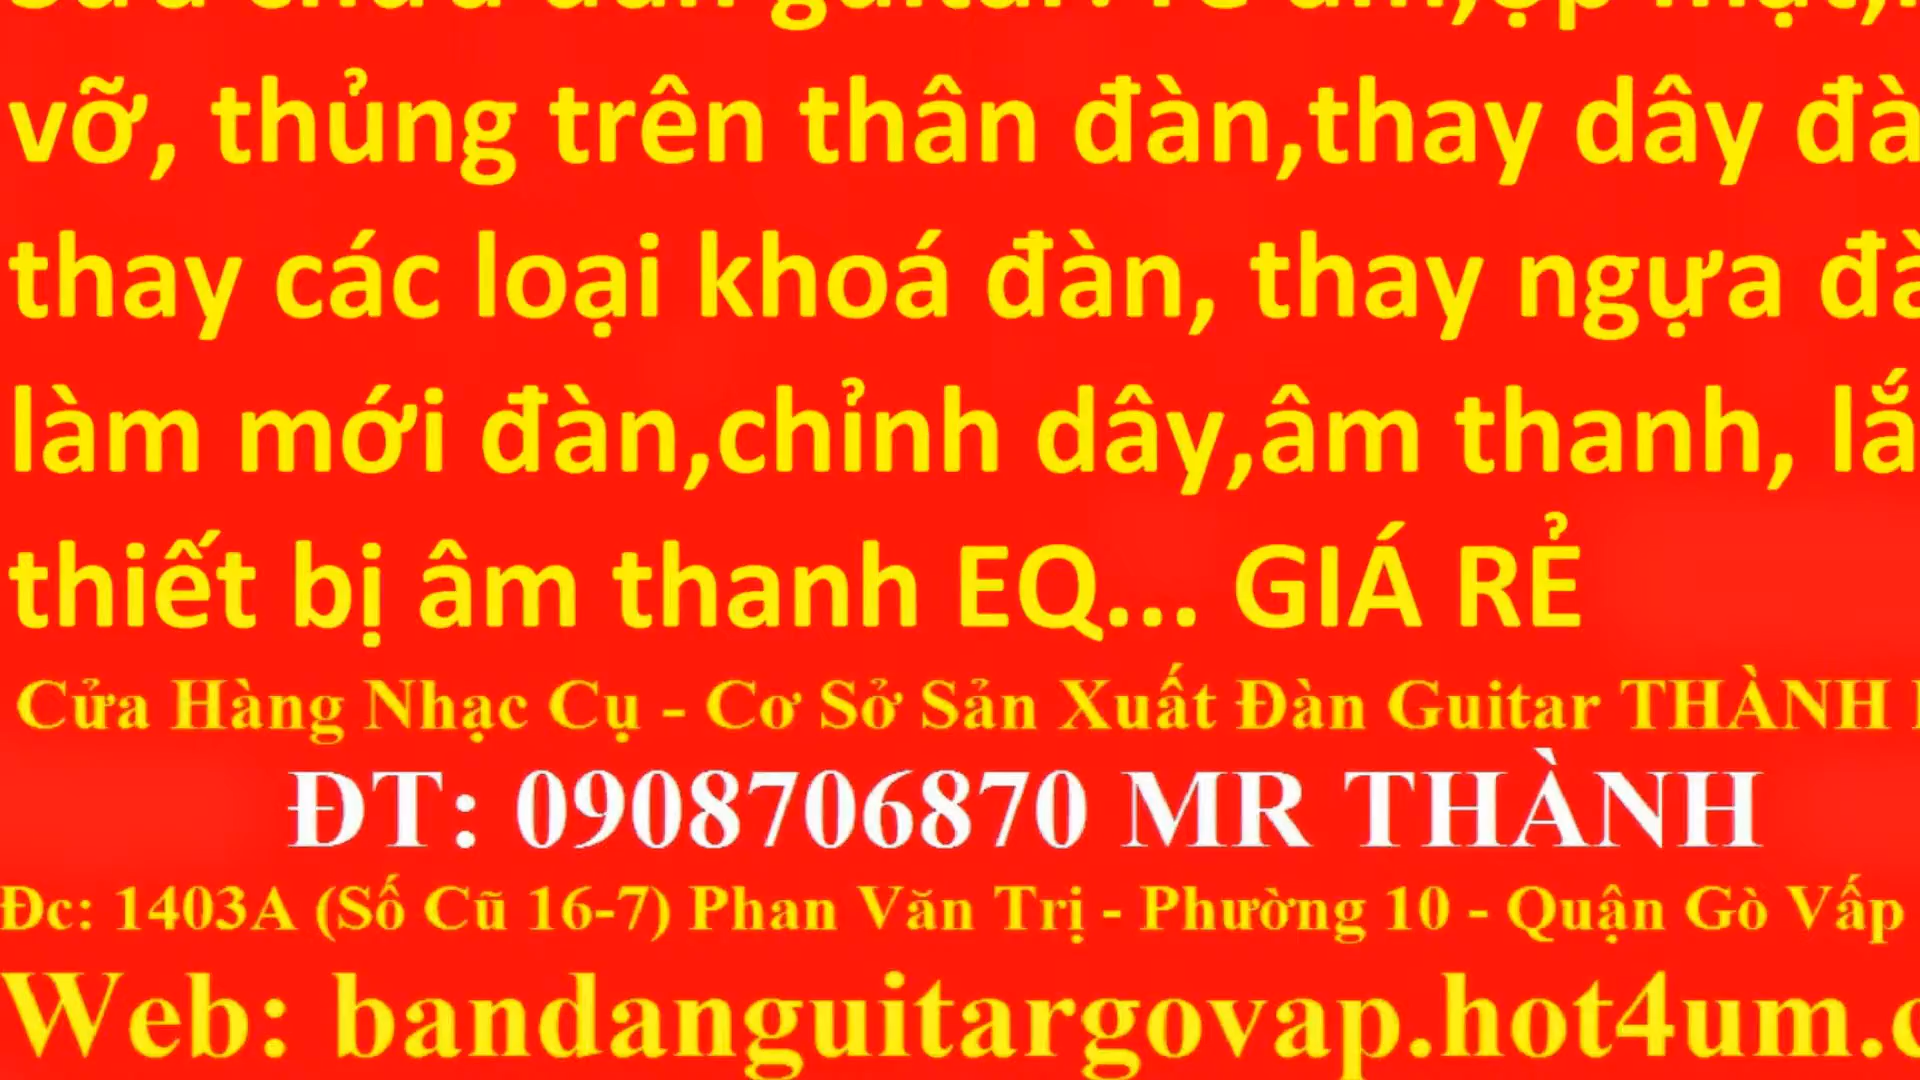 guitar
vỡ, thủng trên thân đàn,thay dây
thay các loại khoá đàn, thay ngựa
làm mới đàn,chỉnh dây,âm thanh,
thiết bị âm thanh EQ... GIÁ RẺ
Cửa Hàng Nhạc Cụ - Cơ Sở Sản Xuất Đàn Guitar THÀNH
ĐT: 0908706870 MR THÀNH
Đc: 1403A (Số Cũ 16-7) Phan Văn Trị - Phường 10 - Quận Gò Vấp
Web: bandanguitargovap.hot4um.c